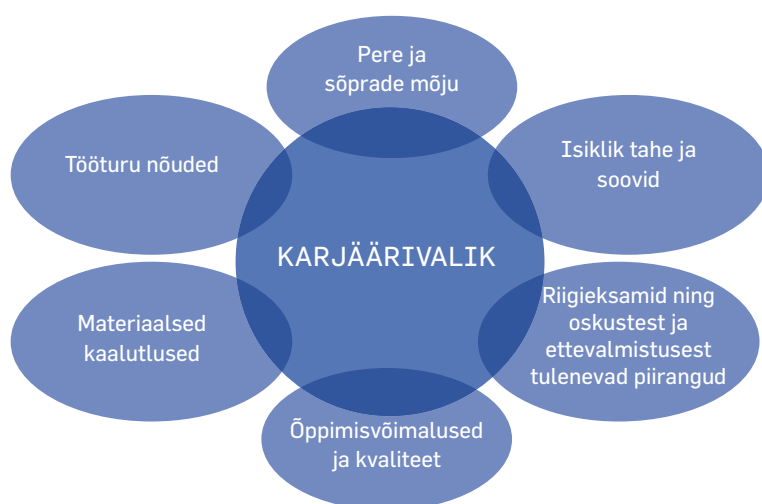 Pere ja
sõprade mõju
Tööturu nõuded
Isiklik tahe ja
soovid
KARJÄÄRIVALIK
Materiaalsed
kaalutlused
Riigieksamid ning
oskustest ja
ettevalmistusest
tulenevad piirangud
Õppimisvõimalused
ja kvaliteet